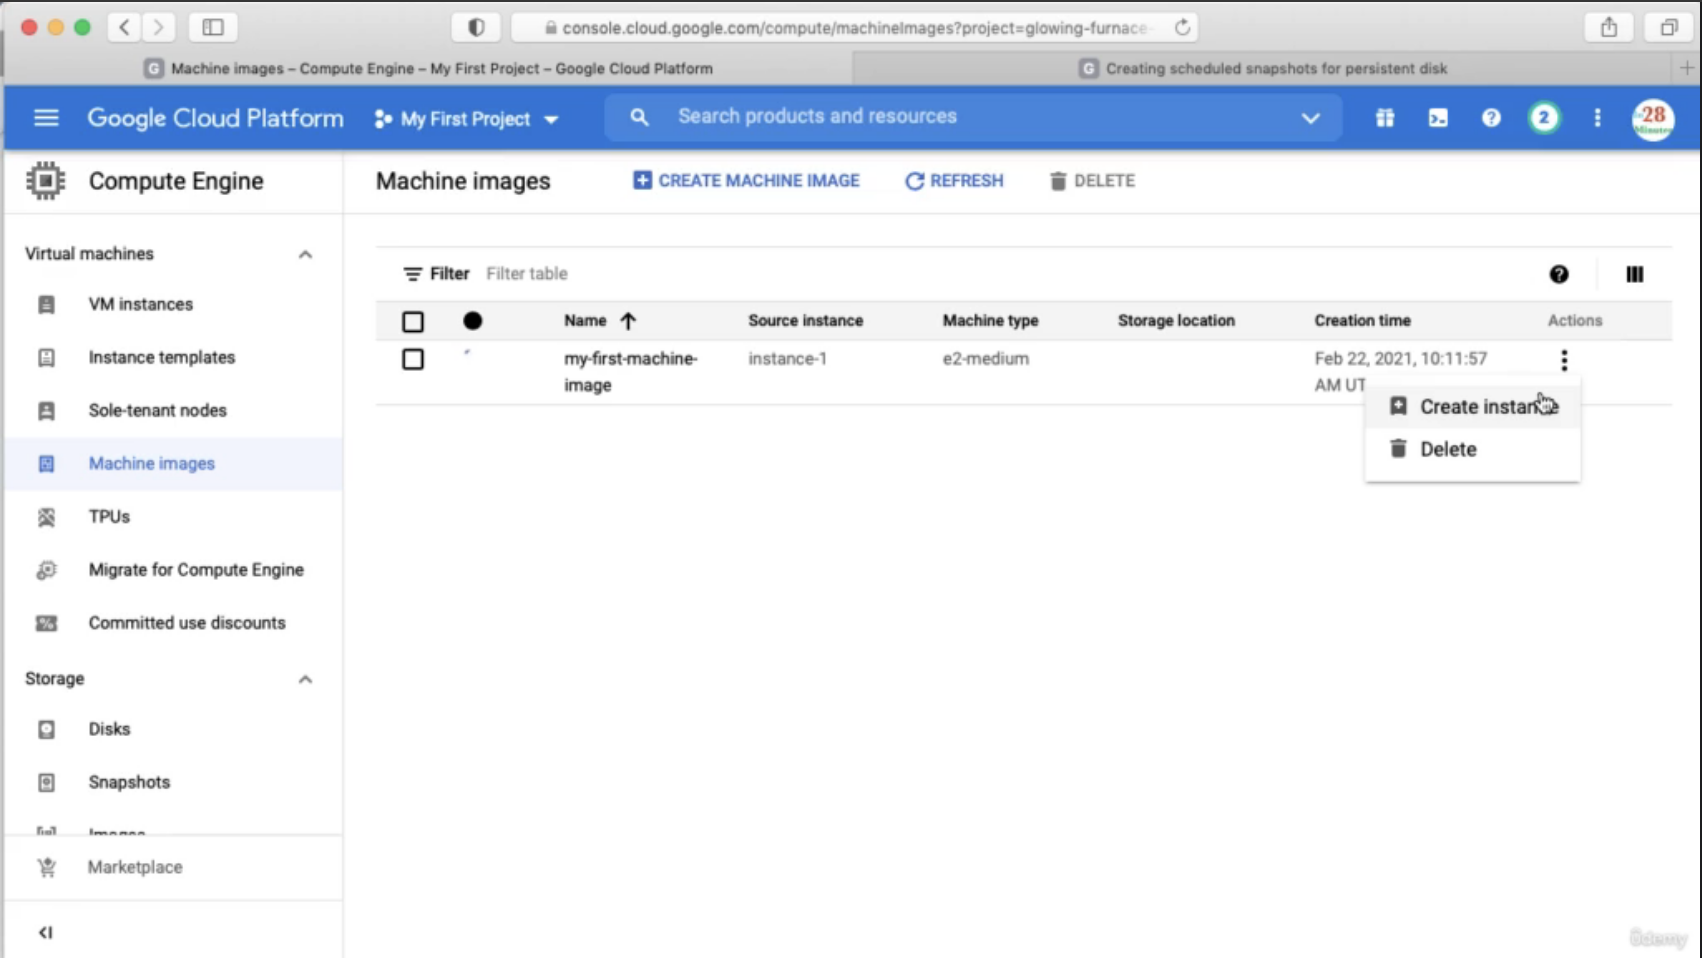 console.cloud.google.com/compute/machineImages?project=glowing-furnace-
G Machine images – Compute Engine – My First Project – Google Cloud Platform
G Creating scheduled snapshots for persistent disk
Google Cloud Platform
My First Project
Search products and resources
2
28
Minutes
Compute Engine
Machine images
CREATE MACHINE IMAGE
REFRESH
DELETE
Virtual machines
VM instances
Instance templates
Sole-tenant nodes
Machine images
TPUs
Migrate for Compute Engine
Committed use discounts
Storage
Disks
Snapshots
Images
Marketplace
Filter Filter table
Name Source instance Machine type Storage location Creation time Actions
my-first-machine- instance-1 e2-medium Feb 22, 2021, 10:11:57
image AM UT
Create instance
Delete
ûdemy